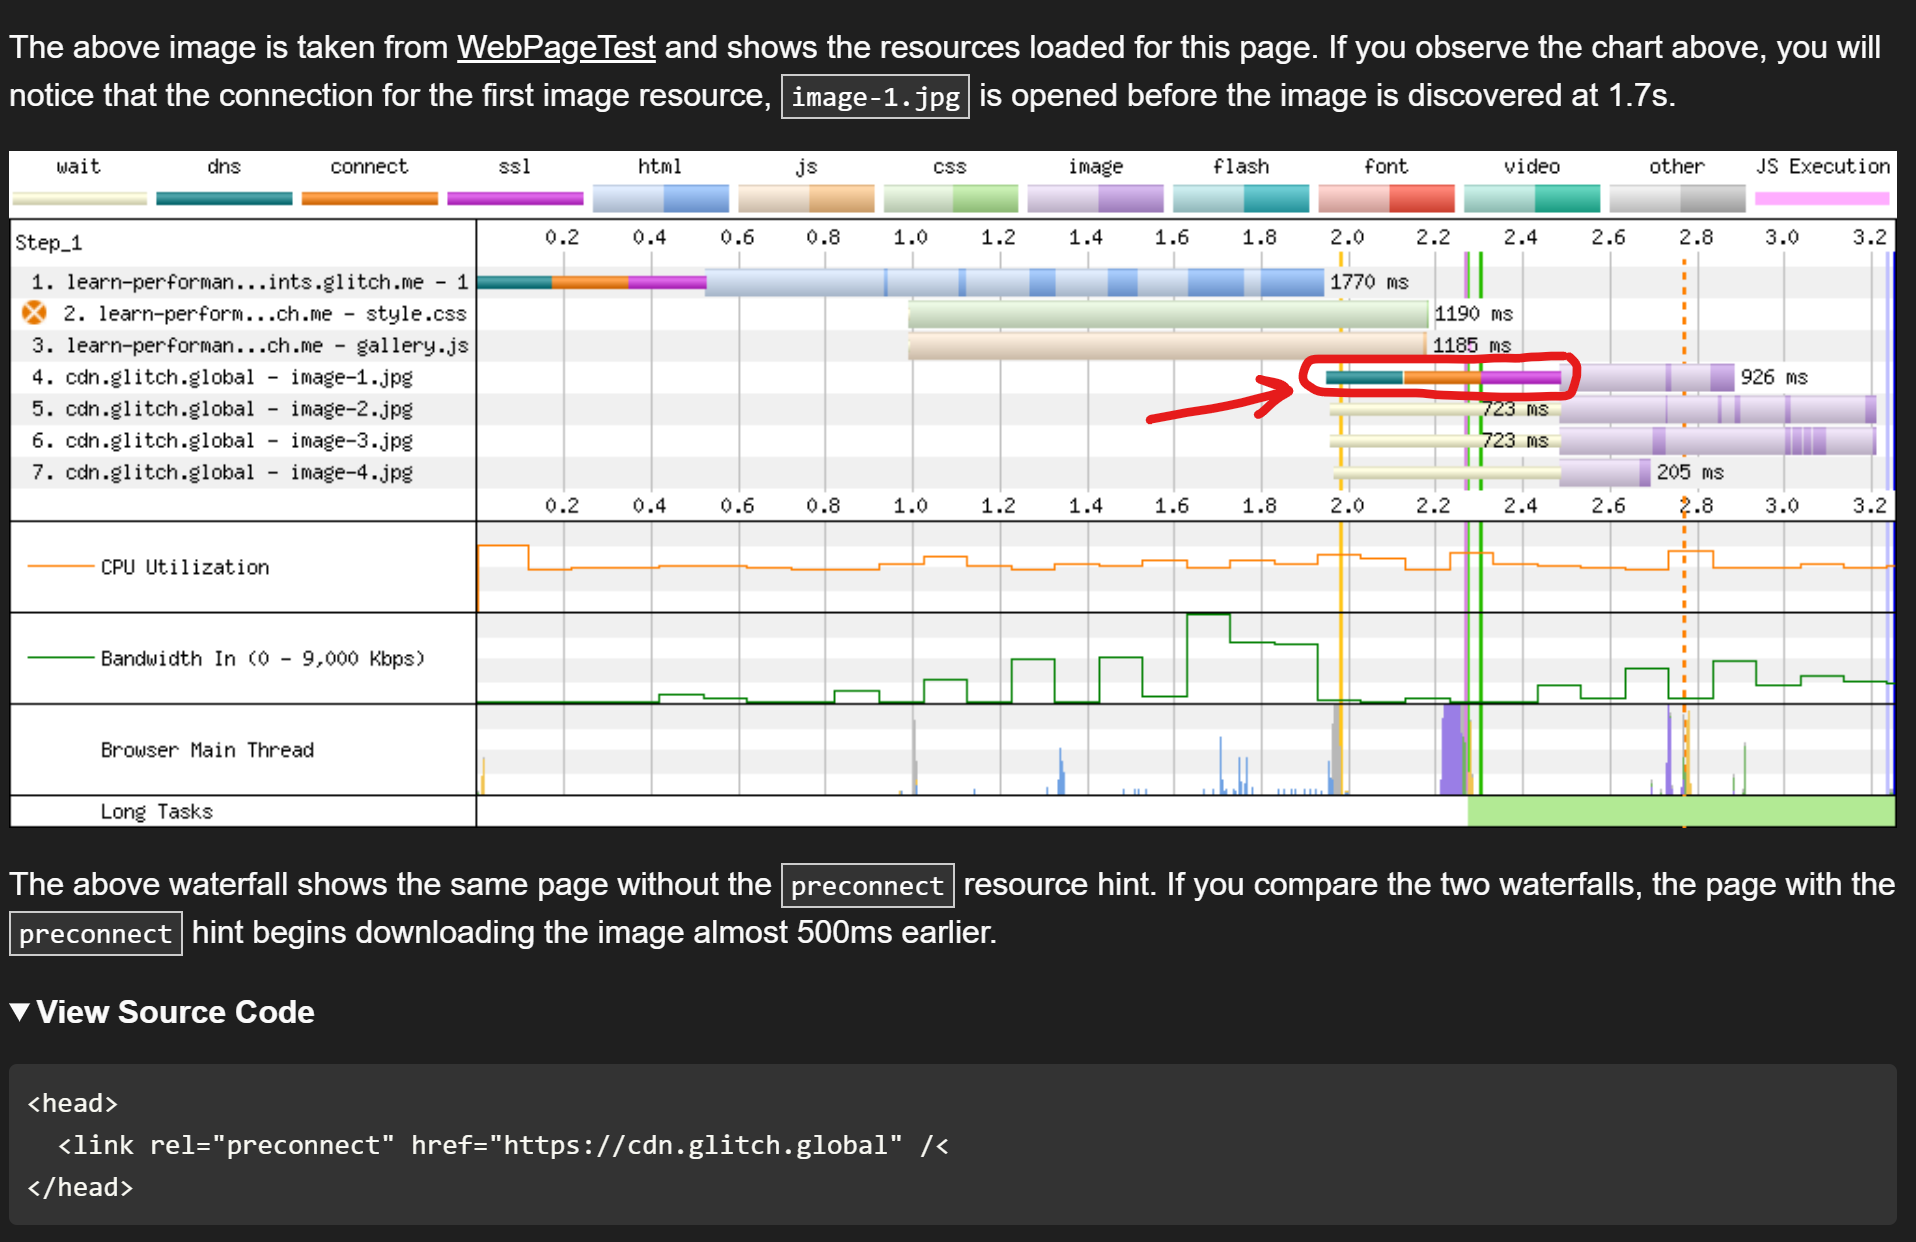 The above image is taken from WebPageTest and shows the resources loaded for this page. If you observe the chart above, you will
notice that the connection for the first image resource, image-1.jpg is opened before the image is discovered at 1.7s.
wait dns connect ssl html js css image flash font video other JS Execution
Step_1 0.2 0.4 0.6 0.8 1.0 1.2 1.4 1.6 1.8 2.0 2.2 2.4 2.6 2.8 3.0 3.2
1. learn-performan...ints.glitch.me - 1 1770 ms
2. learn-perform...ch.me - style.css 1190 ms
3. learn-performan...ch.me - gallery.js 1185 ms
4. cdn.glitch.global - image-1.jpg 926 ms
5. cdn.glitch.global - image-2.jpg 723 ms
6. cdn.glitch.global - image-3.jpg 723 ms
7. cdn.glitch.global - image-4.jpg 205 ms
0.2 0.4 0.6 0.8 1.0 1.2 1.4 1.6 1.8 2.0 2.2 2.4 2.6 2.8 3.0 3.2
CPU Utilization
Bandwidth In (0 - 9,000 Kbps)
Browser Main Thread
Long Tasks
The above waterfall shows the same page without the preconnect resource hint. If you compare the two waterfalls, the page with the
preconnect hint begins downloading the image almost 500ms earlier.
▼ View Source Code
<head>
  <link rel="preconnect" href="https://cdn.glitch.global" /<
</head>